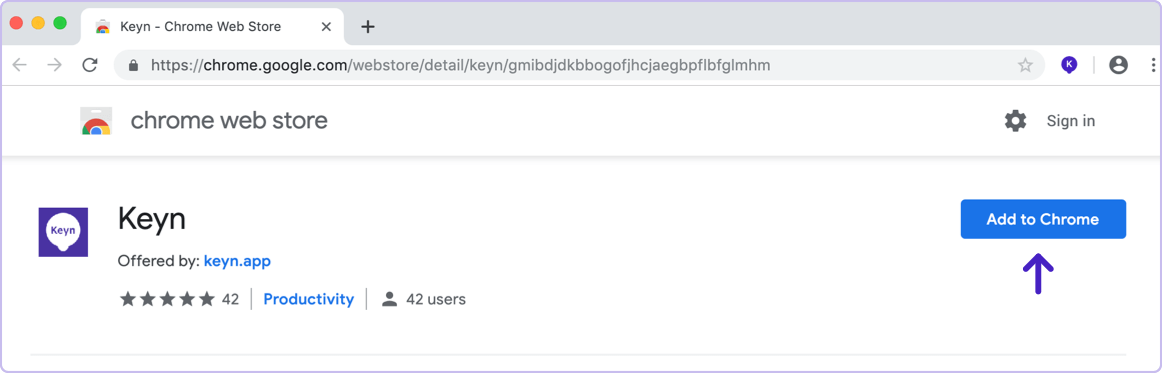 Keyn - Chrome Web Store
https://chrome.google.com/webstore/detail/keyn/gmibdjdkbbogofjhcjaegbpflbfglmhm
K
chrome web store
Sign in
Keyn
Keyn
Add to Chrome
Offered by: keyn.app
42
Productivity
42 users